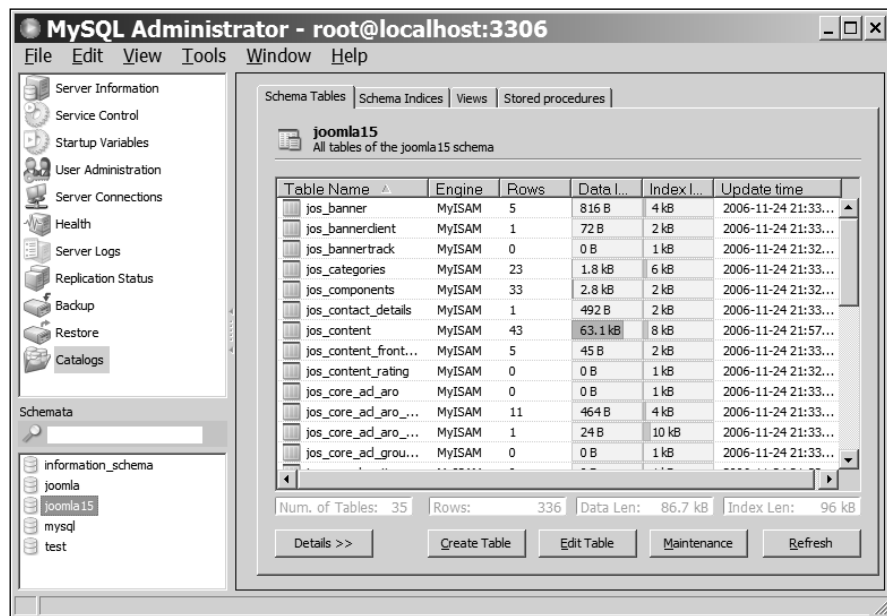 MySQL Administrator - root@localhost:3306
File Edit View Tools Window Help
Server Information
Service Control
Startup Variables
User Administration
Server Connections
Health
Server Logs
Replication Status
Backup
Restore
Catalogs
Schemata
information_schema
joomla
joomla15
mysql
test
Schema Tables Schema Indices Views Stored procedures
joomla15
All tables of the joomla15 schema
Table Name Engine Rows Data l... Index l... Update time
jos_banner MyISAM 5 816 B 4 kB 2006-11-24 21:33...
jos_bannerclient MyISAM 1 72 B 2 kB 2006-11-24 21:33...
jos_bannertrack MyISAM 0 0 B 1 kB 2006-11-24 21:32...
jos_categories MyISAM 23 1.8 kB 6 kB 2006-11-24 21:33...
jos_components MyISAM 33 2.8 kB 2 kB 2006-11-24 21:32...
jos_contact_details MyISAM 1 492 B 2 kB 2006-11-24 21:33...
jos_content MyISAM 43 63.1 kB 8 kB 2006-11-24 21:57...
jos_content_front... MyISAM 5 45 B 2 kB 2006-11-24 21:33...
jos_content_rating MyISAM 0 0 B 1 kB 2006-11-24 21:32...
jos_core_acl_aro MyISAM 0 0 B 1 kB 2006-11-24 21:33...
jos_core_acl_aro_... MyISAM 11 464 B 4 kB 2006-11-24 21:33...
jos_core_acl_aro_... MyISAM 1 24 B 10 kB 2006-11-24 21:33...
jos_core_acl_grou... MyISAM 0 0 B 1 kB 2006-11-24 21:33...
Num. of Tables: 35 Rows: 336 Data Len: 86.7 kB Index Len: 96 kB
Details >> Create Table Edit Table Maintenance Refresh